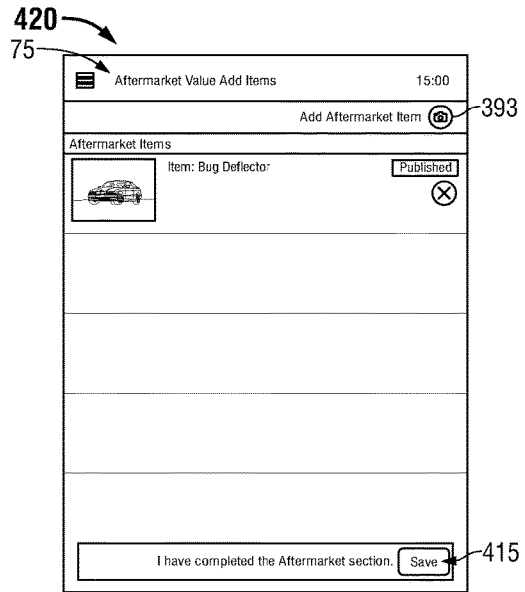 420
75
Aftermarket Value Add Items 15:00
Add Aftermarket Item 393
Aftermarket Items
Item: Bug Deflector Published
I have completed the Aftermarket section. Save 415